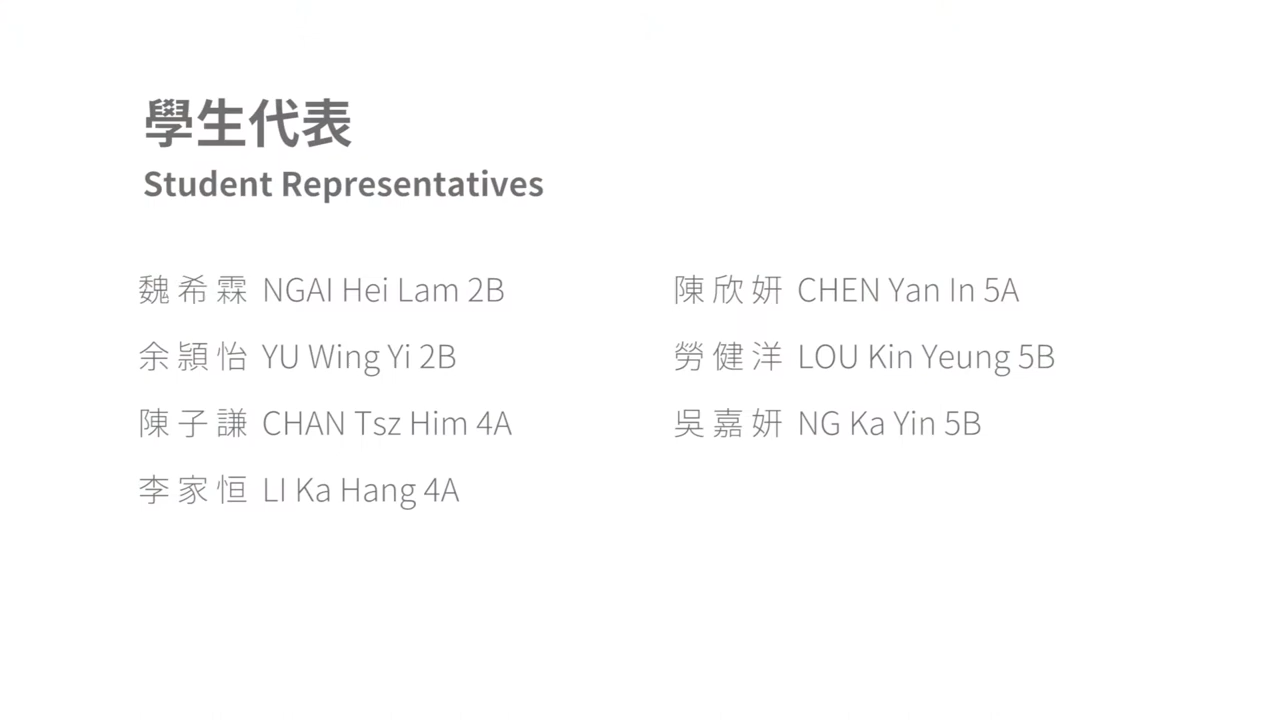 學生代表
Student Representatives
魏希霖 NGAI Hei Lam 2B
余頴怡 YU Wing Yi 2B
陳子謙 CHAN Tsz Him 4A
李家恒 LI Ka Hang 4A
陳欣妍 CHEN Yan In 5A
勞健洋 LOU Kin Yeung 5B
吳嘉妍 NG Ka Yin 5B